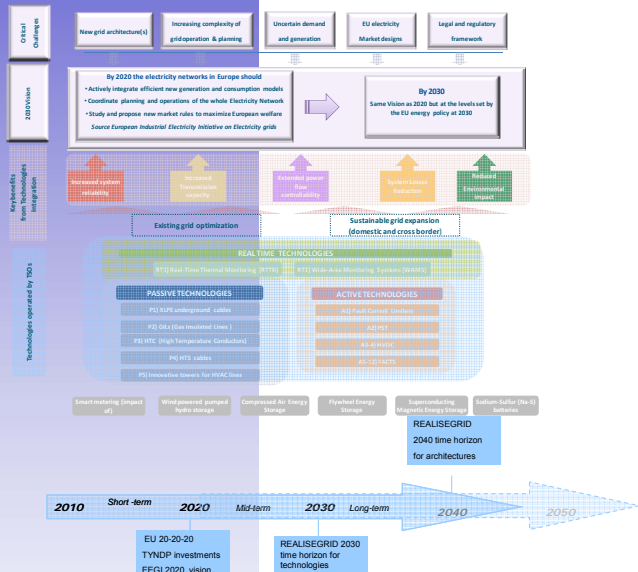 Critical
Challenges
New grid architecture(s)
Increasing complexity of
grid operation & planning
Uncertain demand
and generation
EU electricity
Market designs
Legal and regulatory
framework
2030 Vision
By 2020 the electricity networks in Europe should
• Actively integrate efficient new generation and consumption models
• Coordinate planning and operations of the whole Electricity Network
• Study and propose new market rules to maximize European welfare
Source European Industrial Electricity Initiative on Electricity grids
By 2030
Same Vision as 2020 but at the levels set by
the EU energy policy at 2030
Key benefits
from Technologies
Integration
Increased system
reliability
Increased
Transmission
capacity
Extended power
flow
controllability
System Losses
Reduction
Reduced
Environmental
impact
Existing grid optimization
Sustainable grid expansion
(domestic and cross border)
Technologies operated by TSOs
REAL TIME TECHNOLOGIES
RT1) Real-Time Thermal Monitoring (RTTR)
RT2) Wide-Area Monitoring Systems (WAMS)
PASSIVE TECHNOLOGIES
P1) XLPE underground cables
P2) GILs (Gas Insulated Lines )
P3) HTC (High Temperature Conductors)
P4) HTS cables
P5) Innovative towers for HVAC lines
ACTIVE TECHNOLOGIES
A1) Fault Current Limiters
A2) PST
A3-4) HVDC
A5-12) FACTS
Smart metering (impact
of)
Wind powered pumped
hydro storage
Compressed Air Energy
Storage
Flywheel Energy
Storage
Superconducting
Magnetic Energy Storage
Sodium-Sulfur (Na-S)
batteries
REALISEGRID
2040 time horizon
for architectures
2010
Short -term
2020
Mid-term
2030
Long-term
2040
2050
EU 20-20-20
TYNDP investments
EEGI 2020 vision
REALISEGRID 2030
time horizon for
technologies